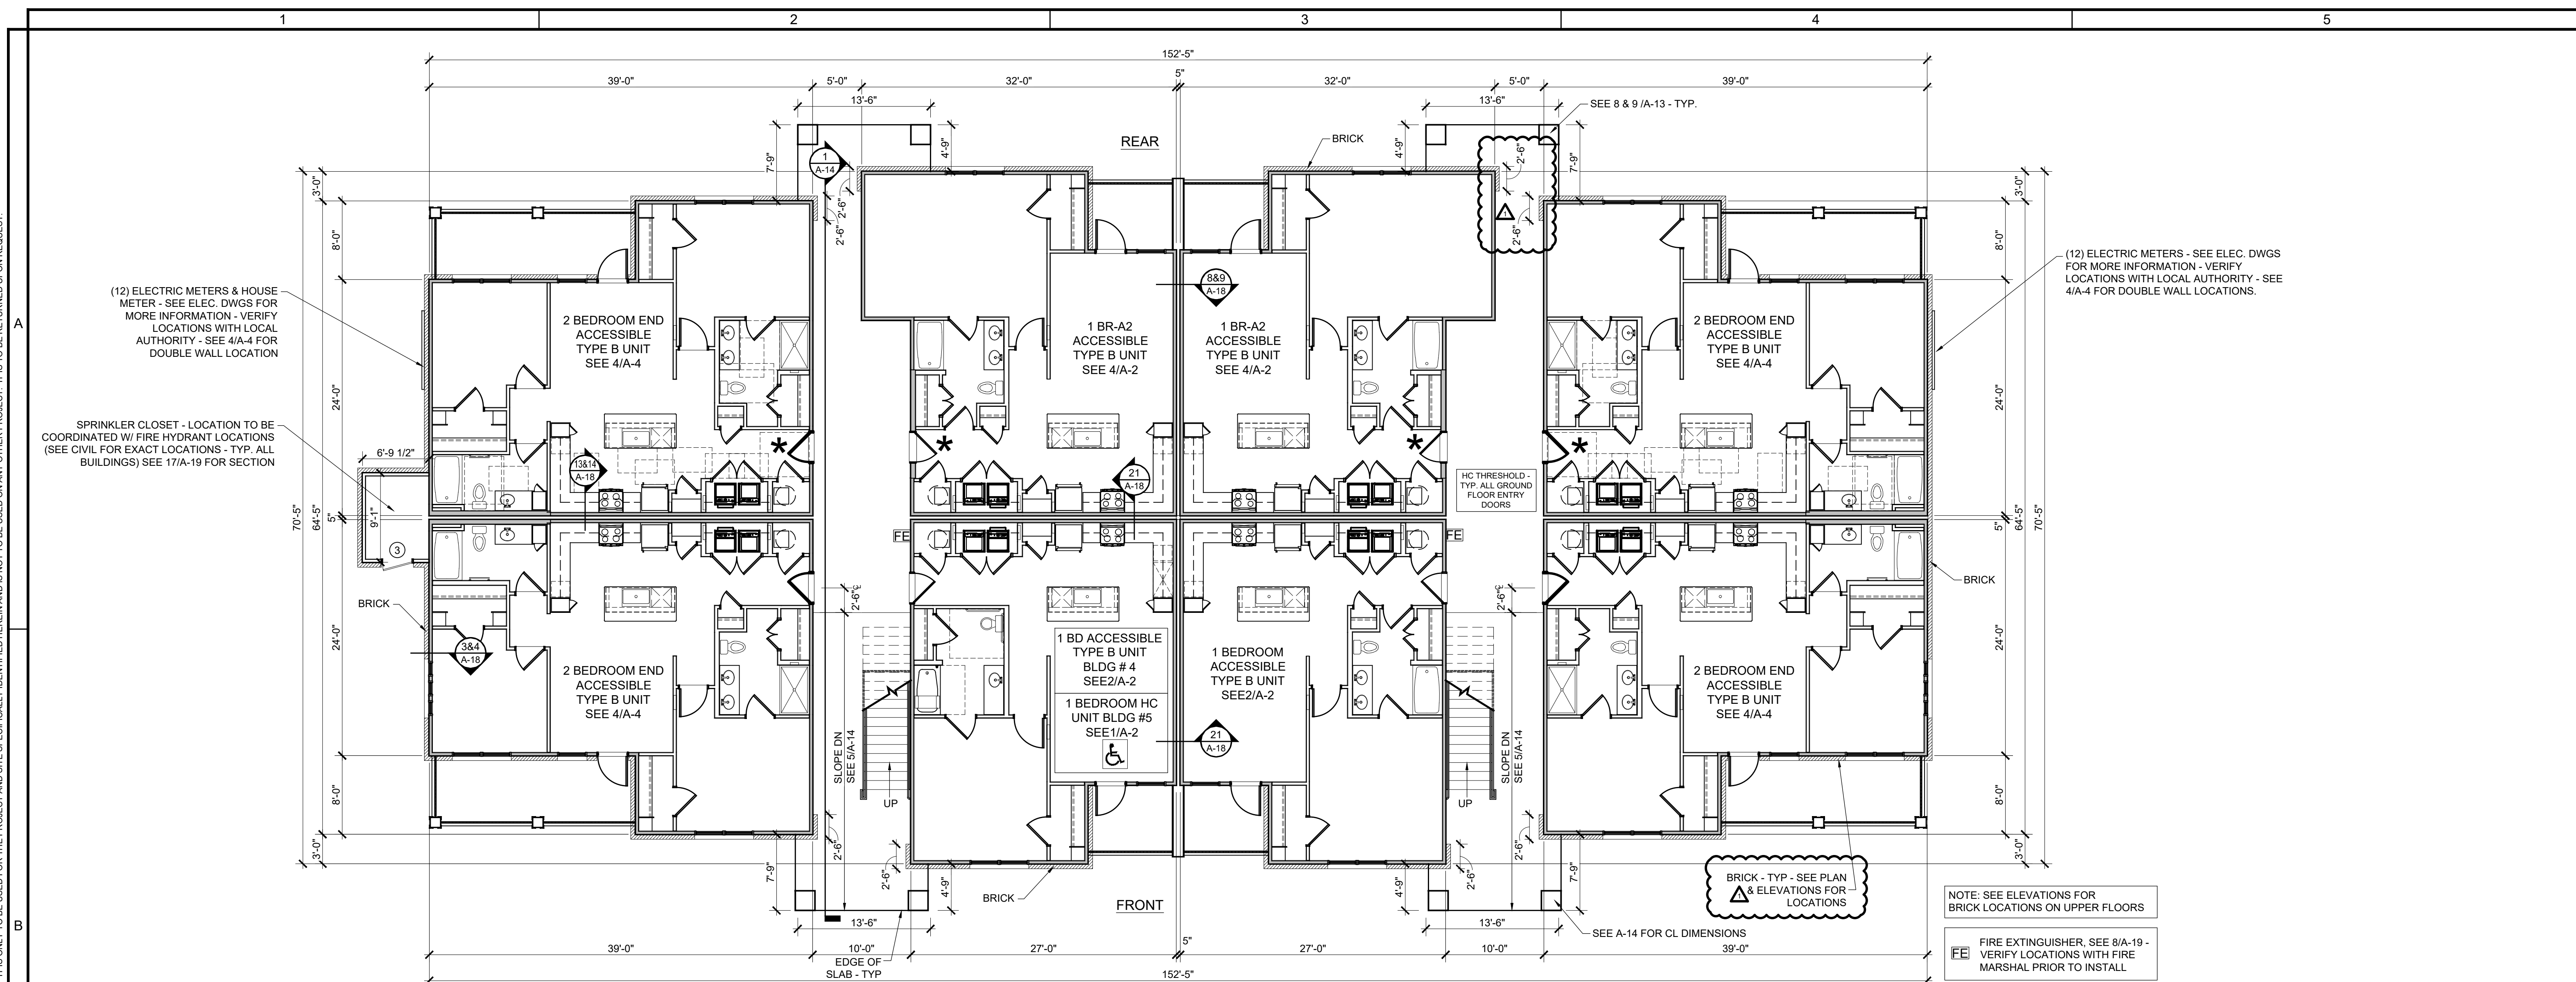 1
2
3
4
5
152'-5"
39'-0"
5'-0"
32'-0"
5"
32'-0"
5'-0"
39'-0"
13'-6"
13'-6"
SEE 8 & 9 /A-13 - TYP.
REAR
BRICK
7'-9"
1
A-14
4'-9"
2'-6"
2'-6"
4'-9"
2'-6"
1
2'-6"
7'-9"
3'-0"
3'-0"
8'-0"
8'-0"
(12) ELECTRIC METERS & HOUSE
METER - SEE ELEC. DWGS FOR
MORE INFORMATION - VERIFY
LOCATIONS WITH LOCAL
AUTHORITY - SEE 4/A-4 FOR
DOUBLE WALL LOCATION
(12) ELECTRIC METERS - SEE ELEC. DWGS
FOR MORE INFORMATION - VERIFY
LOCATIONS WITH LOCAL AUTHORITY - SEE
4/A-4 FOR DOUBLE WALL LOCATIONS.
A
8&9
A-18
2 BEDROOM END
ACCESSIBLE
TYPE B UNIT
SEE 4/A-4
1 BR-A2
ACCESSIBLE
TYPE B UNIT
SEE 4/A-2
1 BR-A2
ACCESSIBLE
TYPE B UNIT
SEE 4/A-2
2 BEDROOM END
ACCESSIBLE
TYPE B UNIT
SEE 4/A-4
24'-0"
24'-0"
SPRINKLER CLOSET - LOCATION TO BE
COORDINATED W/ FIRE HYDRANT LOCATIONS
(SEE CIVIL FOR EXACT LOCATIONS - TYP. ALL
BUILDINGS) SEE 17/A-19 FOR SECTION
6'-9 1/2"
9'-1"
3
13&14
A-18
*
*
*
*
21
A-18
HC THRESHOLD -
TYP. ALL GROUND
FLOOR ENTRY
DOORS
70'-5"
64'-5"
5"
5"
64'-5"
70'-5"
FE
FE
BRICK
BRICK
2'-6"
3"
2'-6"
3"
3&4
A-18
24'-0"
24'-0"
2 BEDROOM END
ACCESSIBLE
TYPE B UNIT
SEE 4/A-4
1 BD ACCESSIBLE
TYPE B UNIT
BLDG # 4
SEE2/A-2
1 BEDROOM HC
UNIT BLDG #5
SEE1/A-2
1 BEDROOM
ACCESSIBLE
TYPE B UNIT
SEE2/A-2
21
A-18
2 BEDROOM END
ACCESSIBLE
TYPE B UNIT
SEE 4/A-4
SLOPE DN
SEE 5/A-14
UP
SLOPE DN
SEE 5/A-14
UP
8'-0"
8'-0"
3'-0"
3'-0"
7'-9"
2'-6"
2'-6"
4'-9"
4'-9"
2'-6"
2'-6"
7'-9"
BRICK
FRONT
BRICK - TYP - SEE PLAN
1
& ELEVATIONS FOR
LOCATIONS
NOTE: SEE ELEVATIONS FOR
BRICK LOCATIONS ON UPPER FLOORS
B
13'-6"
13'-6"
SEE A-14 FOR CL DIMENSIONS
39'-0"
10'-0"
27'-0"
5"
27'-0"
10'-0"
39'-0"
EDGE OF
SLAB - TYP
152'-5"
FE
FIRE EXTINGUISHER, SEE 8/A-19 -
VERIFY LOCATIONS WITH FIRE
MARSHAL PRIOR TO INSTALL